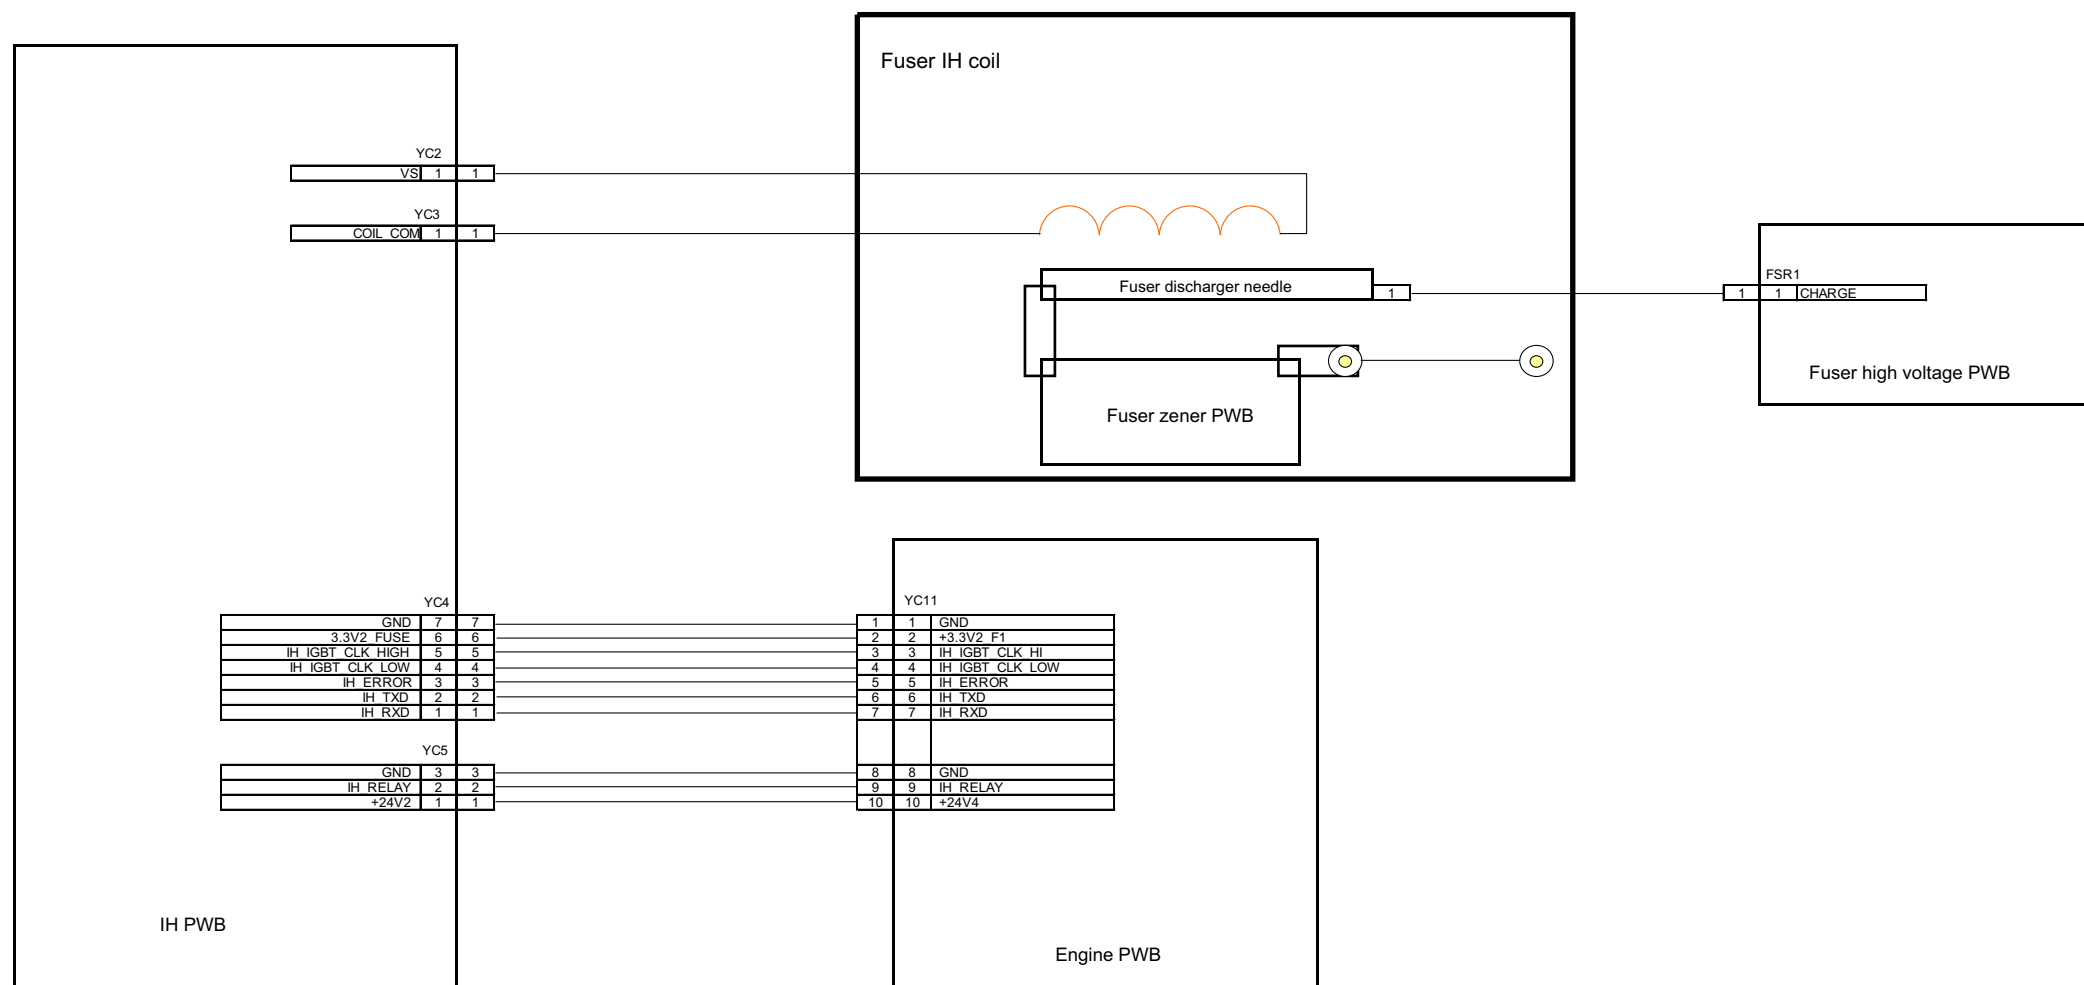 Fuser IH coil
YC2
VS 1 1
YC3
COIL_COM 1 1
Fuser discharger needle 1
FSR1
1 1 CHARGE
Fuser high voltage PWB
Fuser zener PWB
YC4
GND 7 7
3.3V2_FUSE 6 6
IH_IGBT_CLK_HIGH 5 5
IH_IGBT_CLK_LOW 4 4
IH_ERROR 3 3
IH_TXD 2 2
IH_RXD 1 1
YC5
GND 3 3
IH_RELAY 2 2
+24V2 1 1
IH PWB
YC11
1 1 GND
2 2 +3.3V2_F1
3 3 IH_IGBT_CLK_HI
4 4 IH_IGBT_CLK_LOW
5 5 IH_ERROR
6 6 IH_TXD
7 7 IH_RXD
8 8 GND
9 9 IH_RELAY
10 10 +24V4
Engine PWB